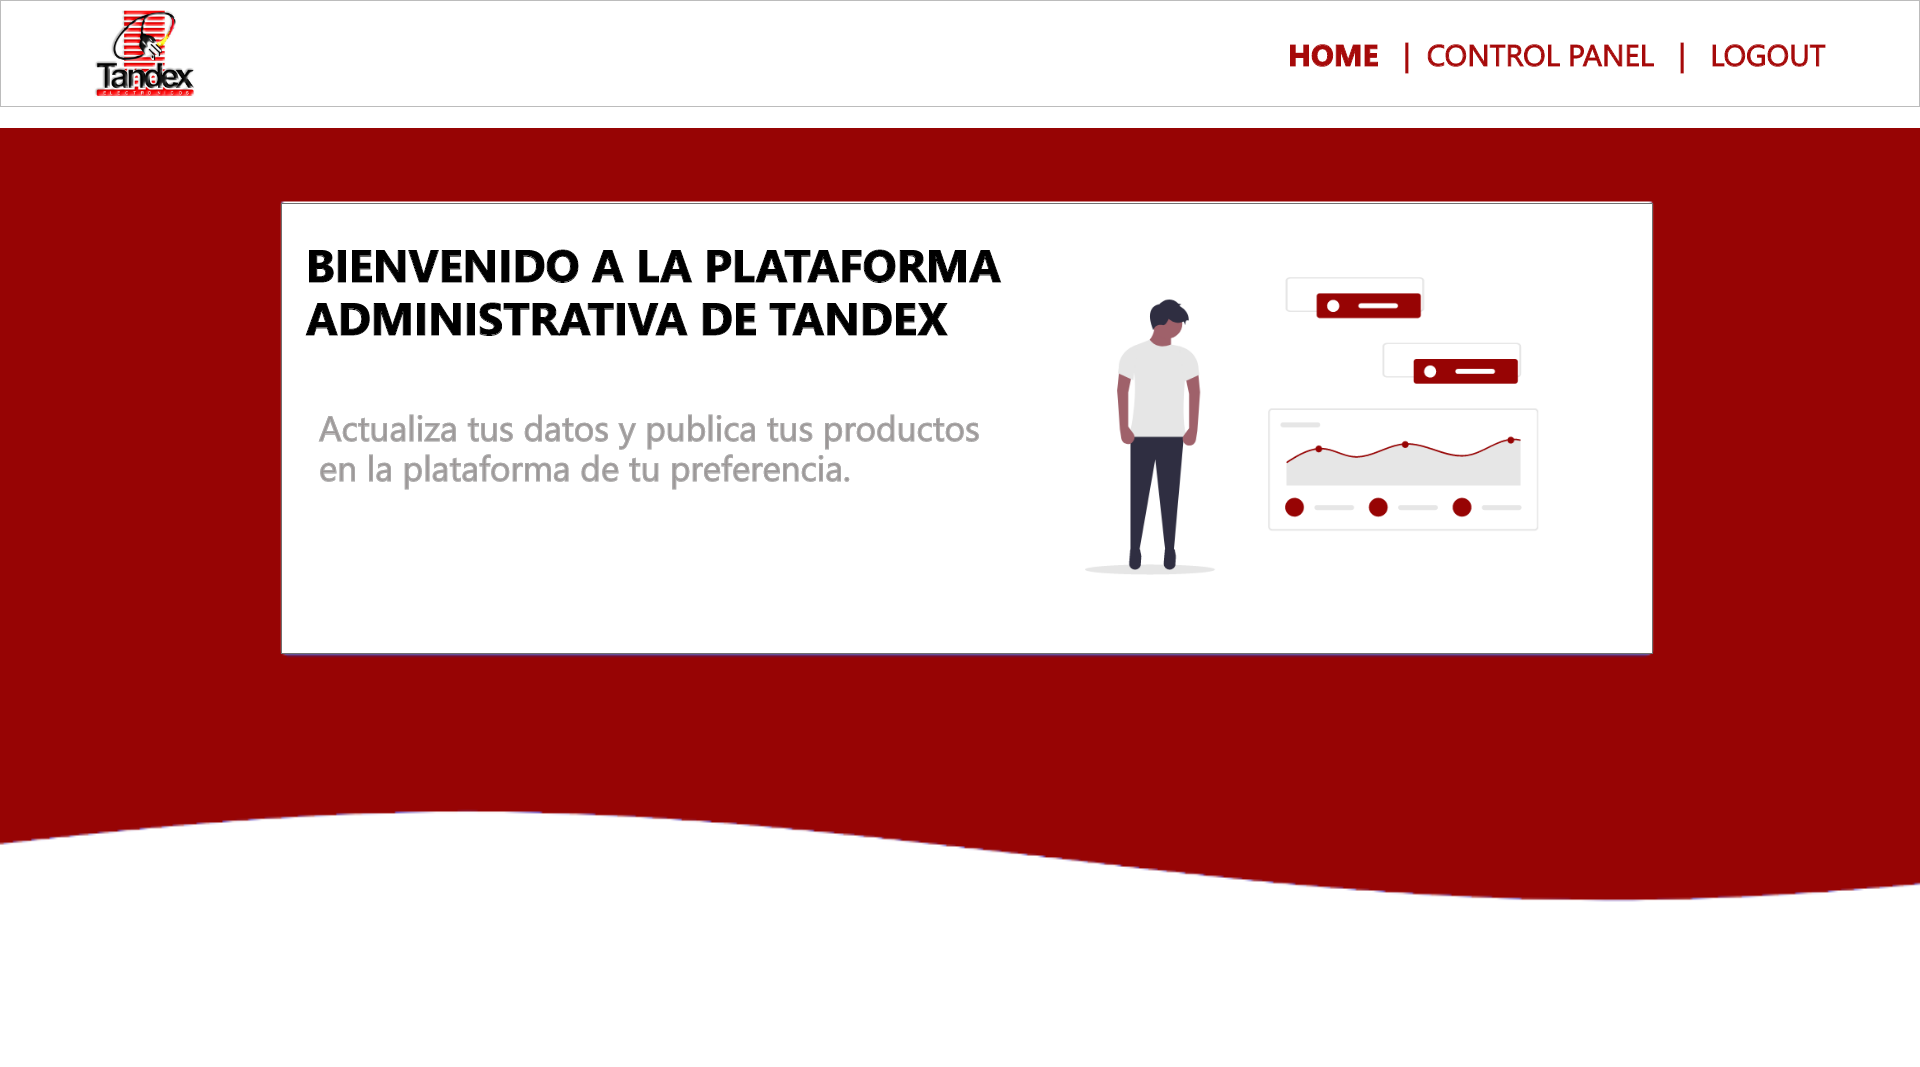 Tandex
ELECTRONICOS
HOME | CONTROL PANEL | LOGOUT
BIENVENIDO A LA PLATAFORMA
ADMINISTRATIVA DE TANDEX
Actualiza tus datos y publica tus productos
en la plataforma de tu preferencia.